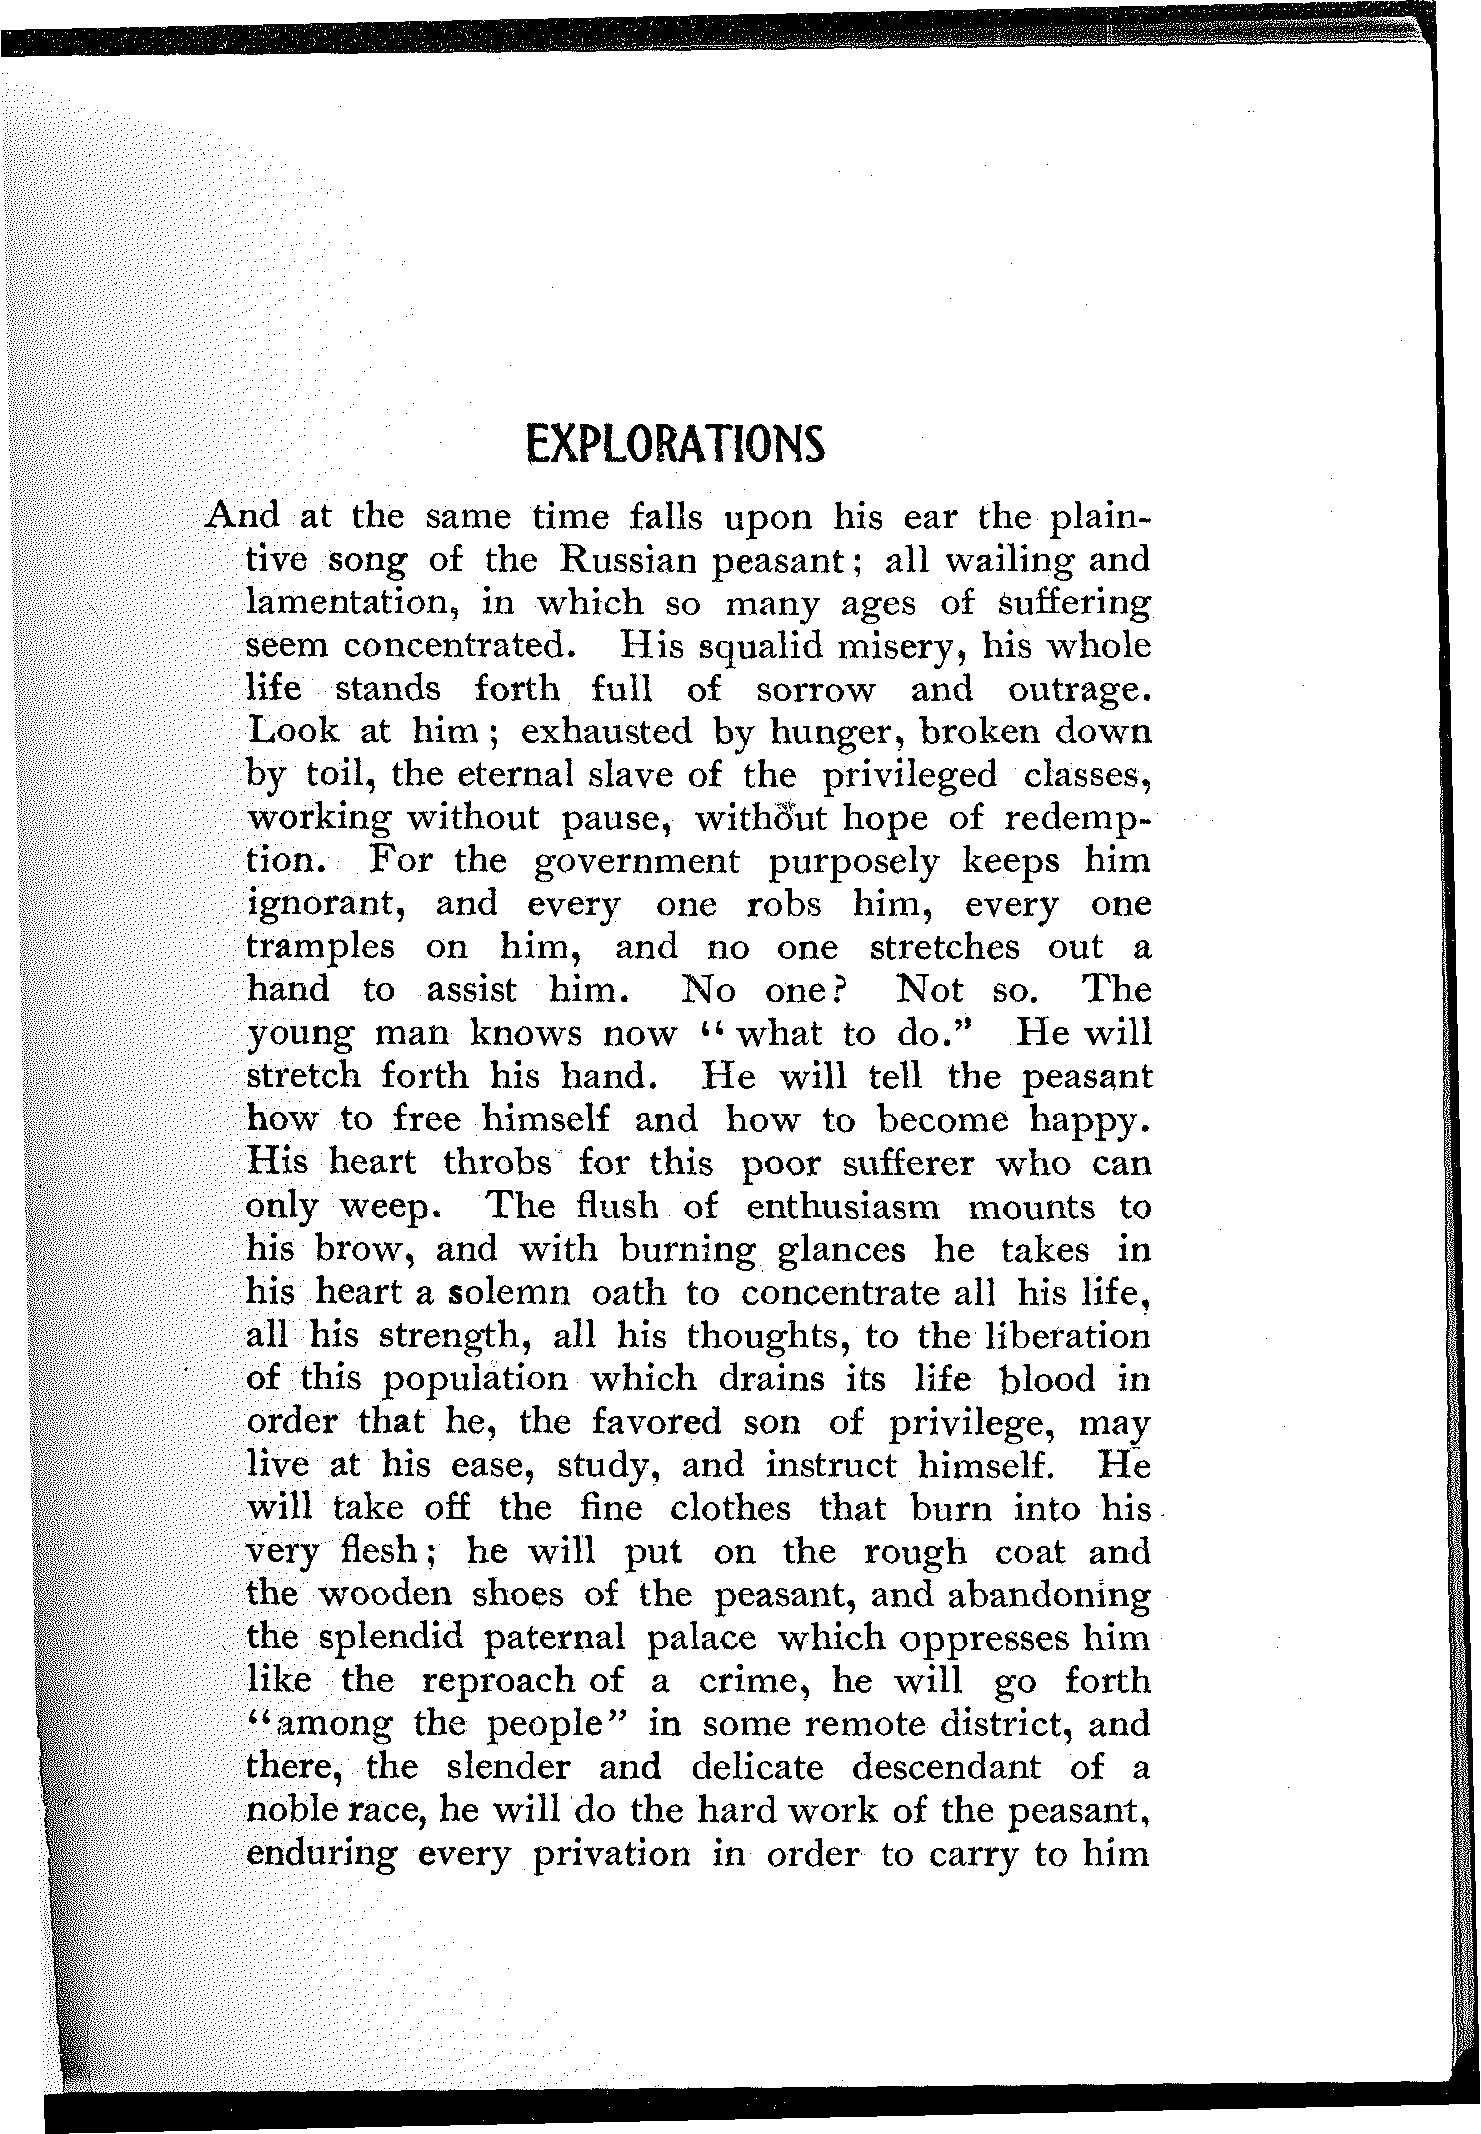 EXPLORATIONS
And at the same time falls upon his ear the plain-
tive song of the Russian peasant; all wailing and
lamentation, in which so many ages of suffering
seem concentrated. His squalid misery, his whole
life stands forth full of sorrow and outrage.
Look at him; exhausted by hunger, broken down
by toil, the eternal slave of the privileged classes,
working without pause, without hope of redemp-
tion. For the government purposely keeps him
ignorant, and every one robs him, every one
tramples on him, and no one stretches out a
hand to assist him. No one? Not so. The
young man knows now "what to do." He will
stretch forth his hand. He will tell the peasant
how to free himself and how to become happy.
His heart throbs for this poor sufferer who can
only weep. The flush of enthusiasm mounts to
his brow, and with burning glances he takes in
his heart a solemn oath to concentrate all his life,
all his strength, all his thoughts, to the liberation
of this population which drains its life blood in
order that he, the favored son of privilege, may
live at his ease, study, and instruct himself. He
will take off the fine clothes that burn into his
very flesh; he will put on the rough coat and
the wooden shoes of the peasant, and abandoning
the splendid paternal palace which oppresses him
like the reproach of a crime, he will go forth
"among the people" in some remote district, and
there, the slender and delicate descendant of a
noble race, he will do the hard work of the peasant,
enduring every privation in order to carry to him